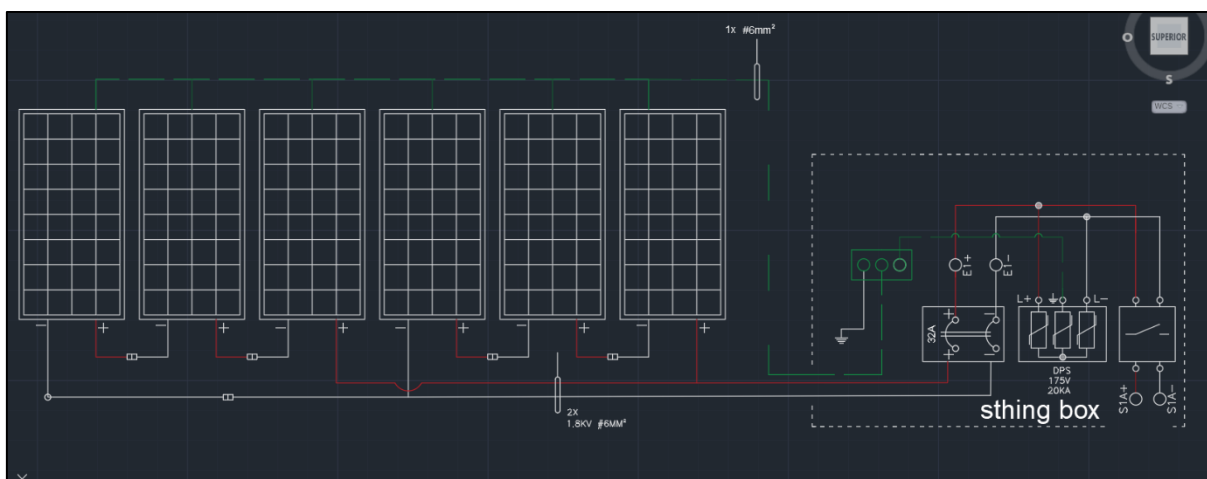 1x #6mm²
O
SUPERIOR
S
WCS
− + − + − + − + − + − +
E1+
E1−
L+
L−
32A
+ −
+ −
DPS
175V
20KA
sthing box
S1A+
S1A−
2X
1.8KV #6MM²